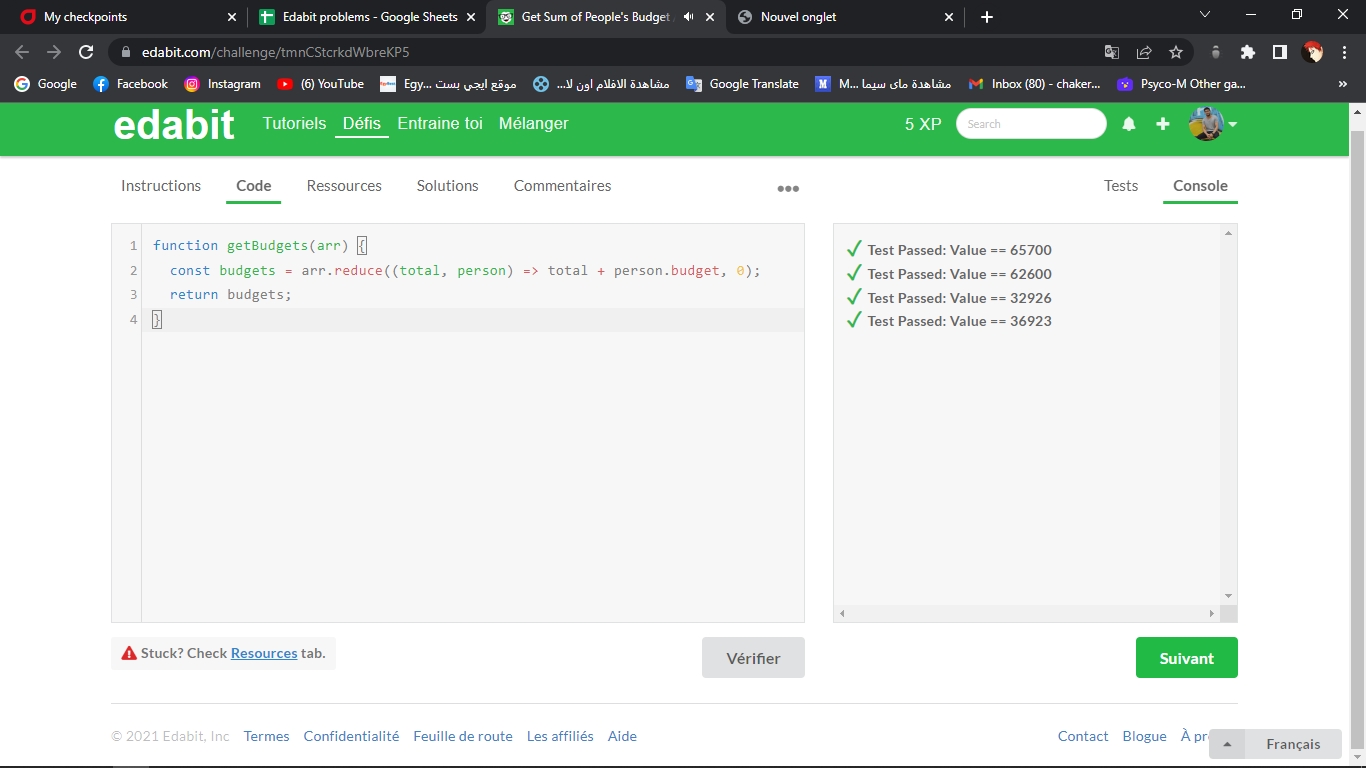 My checkpoints
Edabit problems - Google Sheets
Get Sum of People's Budget
Nouvel onglet
edabit.com/challenge/tmnCStcrkdWbreKP5
Google
Facebook
Instagram
(6) YouTube
موقع ايجي بست ...Egy
مشاهدة الافلام اون لا...
Google Translate
مشاهدة ماى سيما ...M
Inbox (80) - chaker...
Psyco-M Other ga...
»
edabit
Tutoriels Défis Entraine toi Mélanger
5 XP
Search
Instructions Code Ressources Solutions Commentaires
Tests Console
1 function getBudgets(arr) {
2 const budgets = arr.reduce((total, person) => total + person.budget, 0);
3 return budgets;
4 }
Test Passed: Value == 65700
Test Passed: Value == 62600
Test Passed: Value == 32926
Test Passed: Value == 36923
Stuck? Check Resources tab.
Vérifier
Suivant
© 2021 Edabit, Inc Termes Confidentialité Feuille de route Les affiliés Aide
Contact Blogue À pr
Français